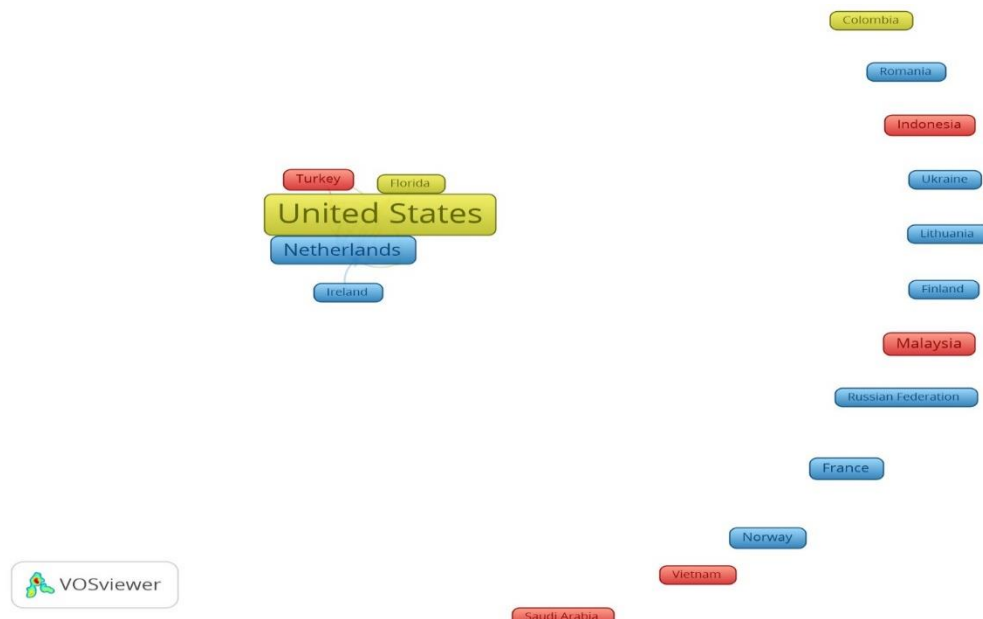 Colombia
Romania
Indonesia
Turkey
Florida
Ukraine
United States
Lithuania
Netherlands
Ireland
Finland
Malaysia
Russian Federation
France
Norway
Vietnam
VOSviewer
Saudi Arabia